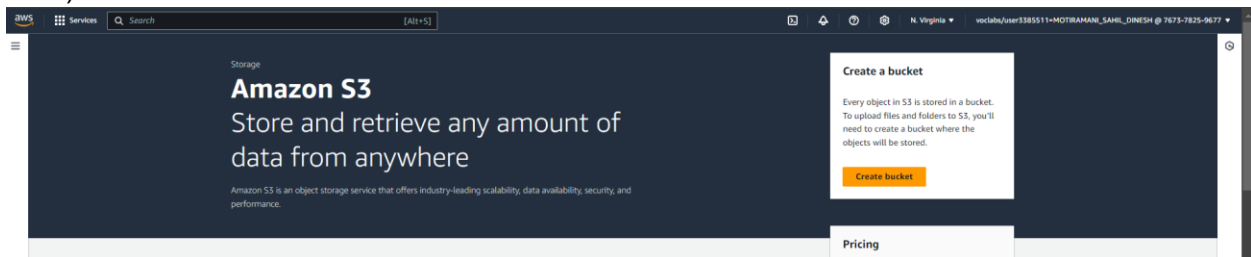 aws
Services
Search
[Alt+S]
N. Virginia
voclabs/user3385511=MOTIRAMANI_SAHIL_DINESH @ 7673-7825-9677
Storage
Amazon S3
Store and retrieve any amount of
data from anywhere
Amazon S3 is an object storage service that offers industry-leading scalability, data availability, security, and
performance.
Create a bucket
Every object in S3 is stored in a bucket.
To upload files and folders to S3, you'll
need to create a bucket where the
objects will be stored.
Create bucket
Pricing